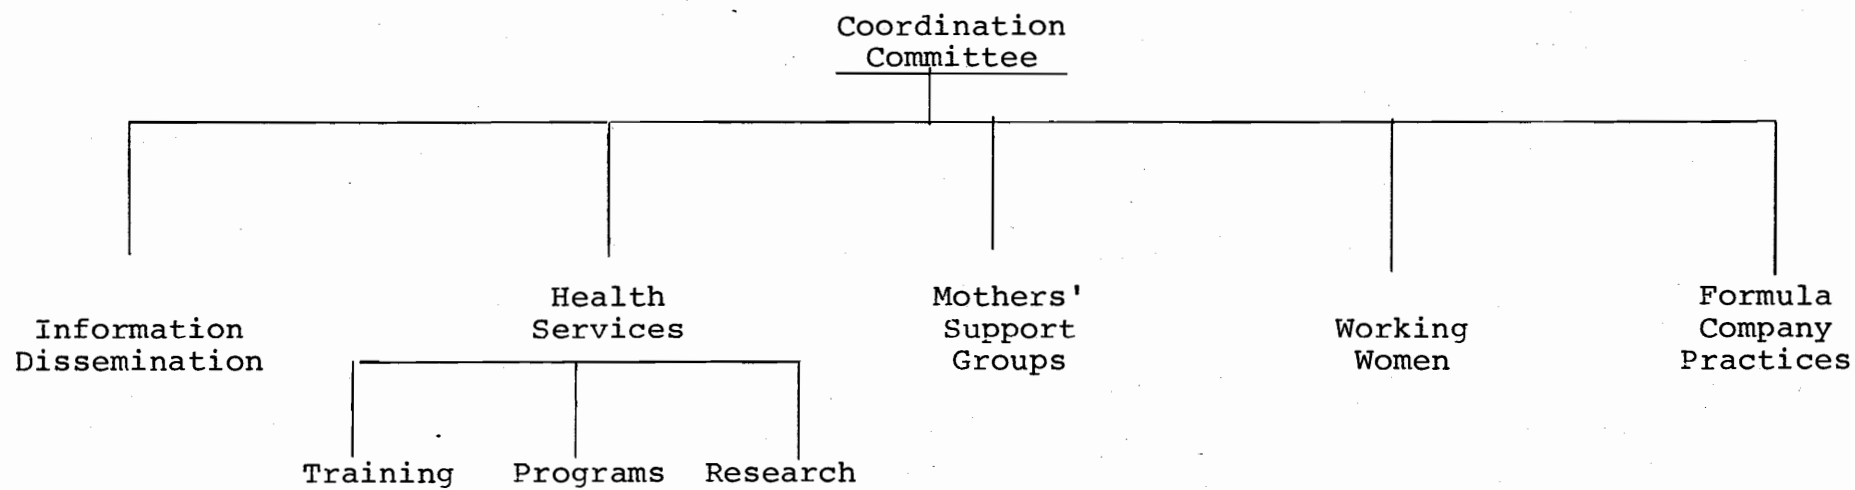 Coordination
Committee
Information
Dissemination
Health
Services
Mothers'
Support
Groups
Working
Women
Formula
Company
Practices
Training
Programs
Research